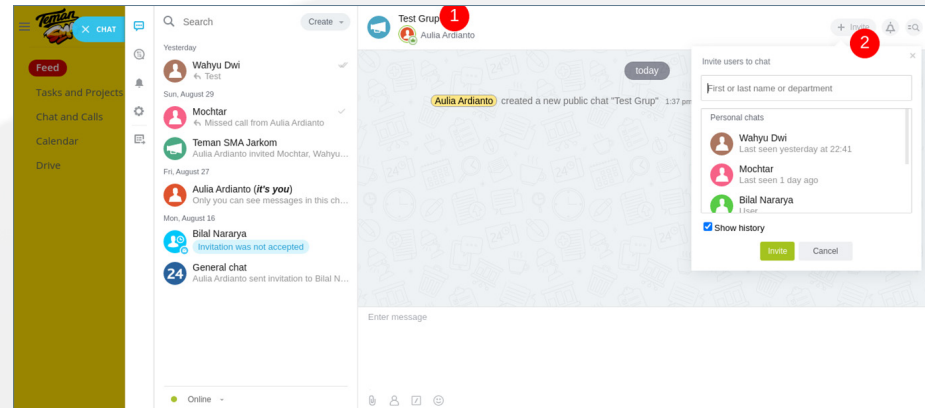 Teman
CHAT
Feed
Tasks and Projects
Chat and Calls
Calendar
Drive
Search
Create
Yesterday
Wahyu Dwi
Test
Sun, August 29
Mochtar
Missed call from Aulia Ardianto
Teman SMA Jarkom
Aulia Ardianto invited Mochtar, Wahyu...
Fri, August 27
Aulia Ardianto (it's you)
Only you can see messages in this ch...
Mon, August 16
Bilal Nararya
Invitation was not accepted
24
General chat
Aulia Ardianto sent invitation to Bilal N...
Online
Test Grup
1
Aulia Ardianto
+ Invite
2
today
Aulia Ardianto created a new public chat "Test Grup" 1:37 pm
Enter message
Invite users to chat
First or last name or department
Personal chats
Wahyu Dwi
Last seen yesterday at 22:41
Mochtar
Last seen 1 day ago
Bilal Nararya
User
Show history
Invite
Cancel